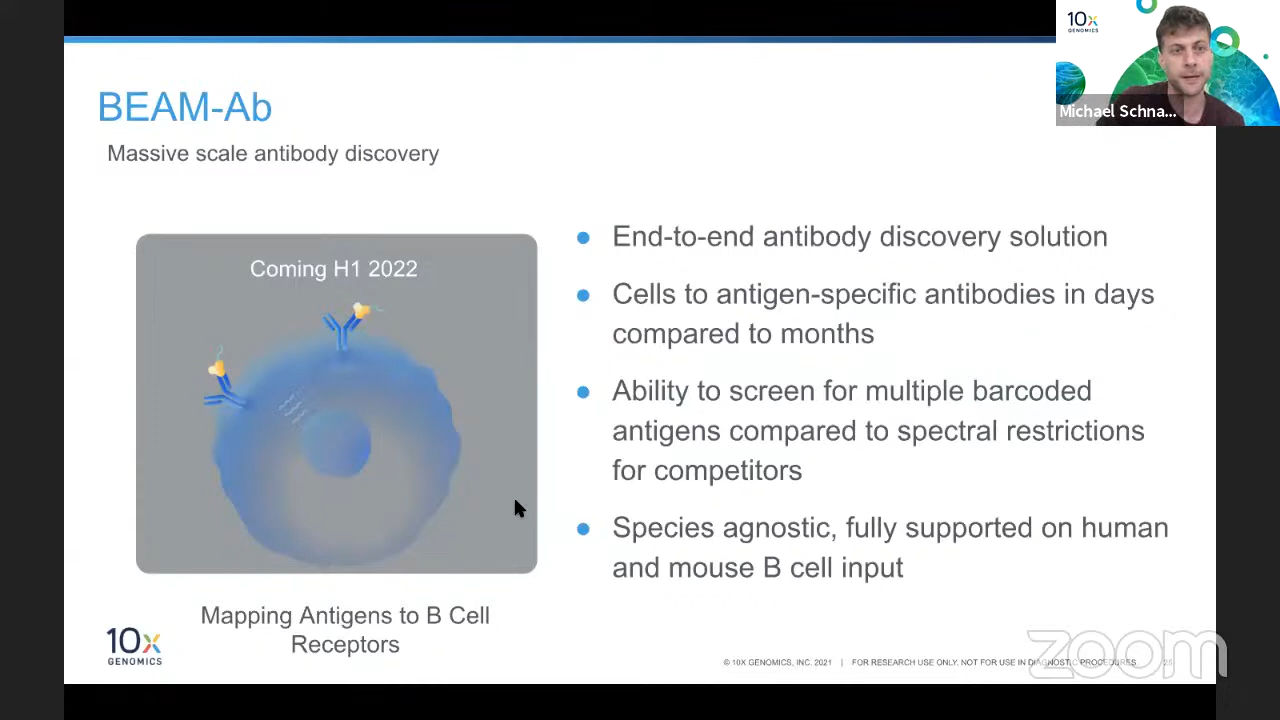 10x
GENOMICS
Michael Schna...
BEAM-Ab
Massive scale antibody discovery
Coming H1 2022
Mapping Antigens to B Cell
Receptors
● End-to-end antibody discovery solution
● Cells to antigen-specific antibodies in days
compared to months
● Ability to screen for multiple barcoded
antigens compared to spectral restrictions
for competitors
● Species agnostic, fully supported on human
and mouse B cell input
10x
GENOMICS
© 10X GENOMICS, INC. 2021 | FOR RESEARCH USE ONLY. NOT FOR USE IN DIAGNOSTIC PROCEDURES.
zoom